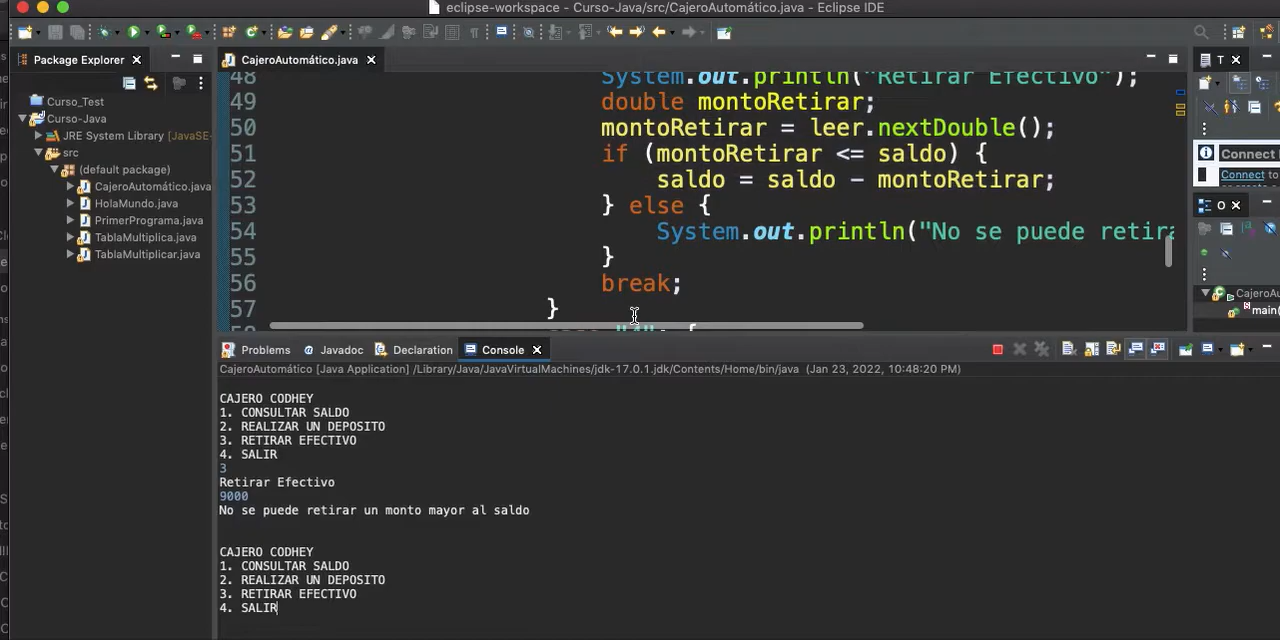 eclipse-workspace - Curso-Java/src/CajeroAutomático.java - Eclipse IDE
Package Explorer
CajeroAutomático.java
T
Curso_Test
Curso-Java
JRE System Library [JavaSE-
src
(default package)
CajeroAutomático.java
HolaMundo.java
PrimerPrograma.java
TablaMultiplica.java
TablaMultiplicar.java
48 System.out.println("Retirar Efectivo");
49 double montoRetirar;
50 montoRetirar = leer.nextDouble();
51 if (montoRetirar <= saldo) {
52 saldo = saldo - montoRetirar;
53 } else {
54 System.out.println("No se puede retira
55 }
56 break;
57 }
Connect
Connect to
O
CajeroAuto
main(
Problems
Javadoc
Declaration
Console
CajeroAutomático [Java Application] /Library/Java/JavaVirtualMachines/jdk-17.0.1.jdk/Contents/Home/bin/java (Jan 23, 2022, 10:48:20 PM)
CAJERO CODHEY
1. CONSULTAR SALDO
2. REALIZAR UN DEPOSITO
3. RETIRAR EFECTIVO
4. SALIR
3
Retirar Efectivo
9000
No se puede retirar un monto mayor al saldo
CAJERO CODHEY
1. CONSULTAR SALDO
2. REALIZAR UN DEPOSITO
3. RETIRAR EFECTIVO
4. SALIR